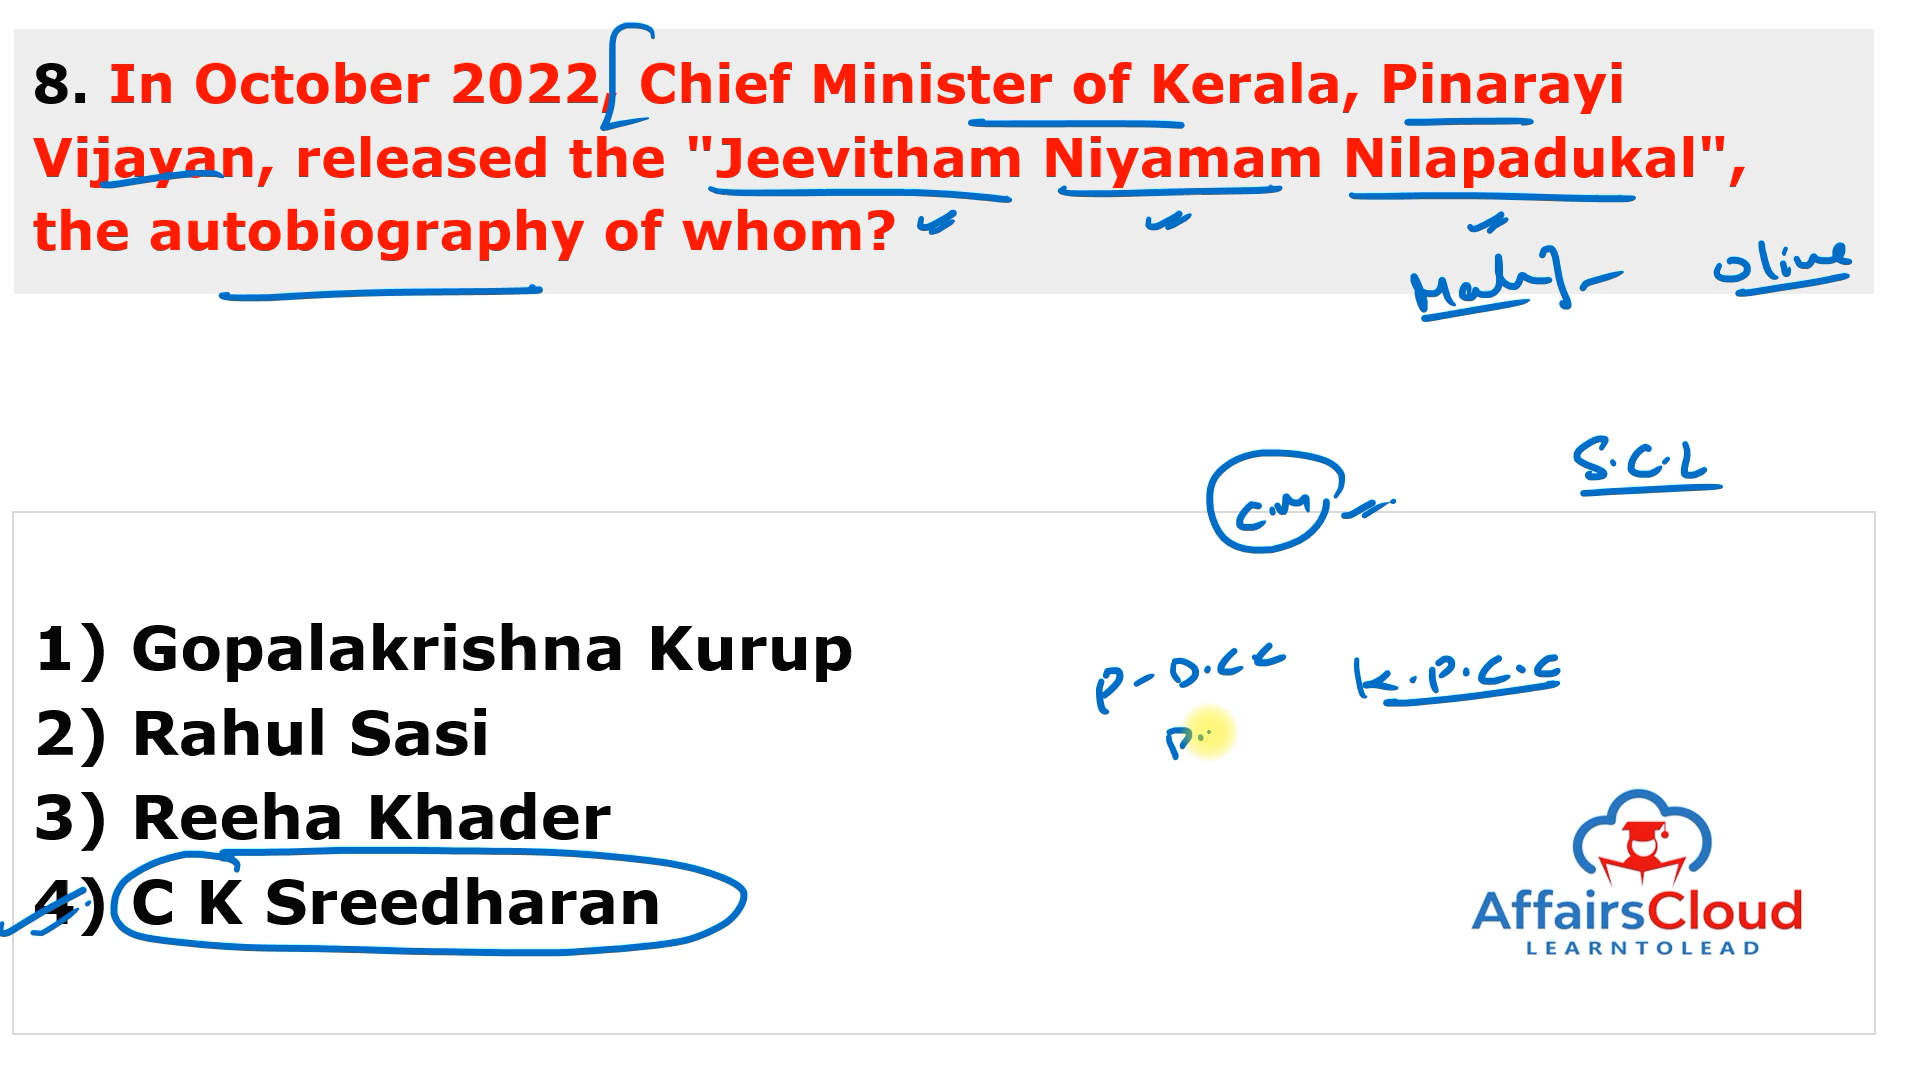 8. In October 2022, Chief Minister of Kerala, Pinarayi
Vijayan, released the "Jeevitham Niyamam Nilapadukal",
the autobiography of whom?
Olive
S.C.L
C.M
1) Gopalakrishna Kurup
P-D.C.C K.P.C.C
2) Rahul Sasi
P.
3) Reeha Khader
4) C K Sreedharan
AffairsCloud
LEARNTOLEAD